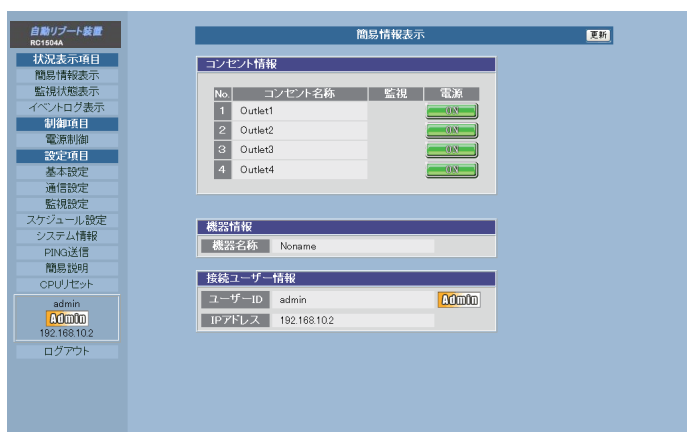 自動リブート装置
RC1504A
状況表示項目
簡易情報表示
監視状態表示
イベントログ表示
制御項目
電源制御
設定項目
基本設定
通信設定
監視設定
スケジュール設定
システム情報
PING送信
簡易説明
CPUリセット
admin
Admin
192.168.10.2
ログアウト
簡易情報表示
更新
コンセント情報
No. コンセント名称 監視 電源
1 Outlet1 ON
2 Outlet2 ON
3 Outlet3 ON
4 Outlet4 ON
機器情報
機器名称 Noname
接続ユーザー情報
ユーザーID admin Admin
IPアドレス 192.168.10.2